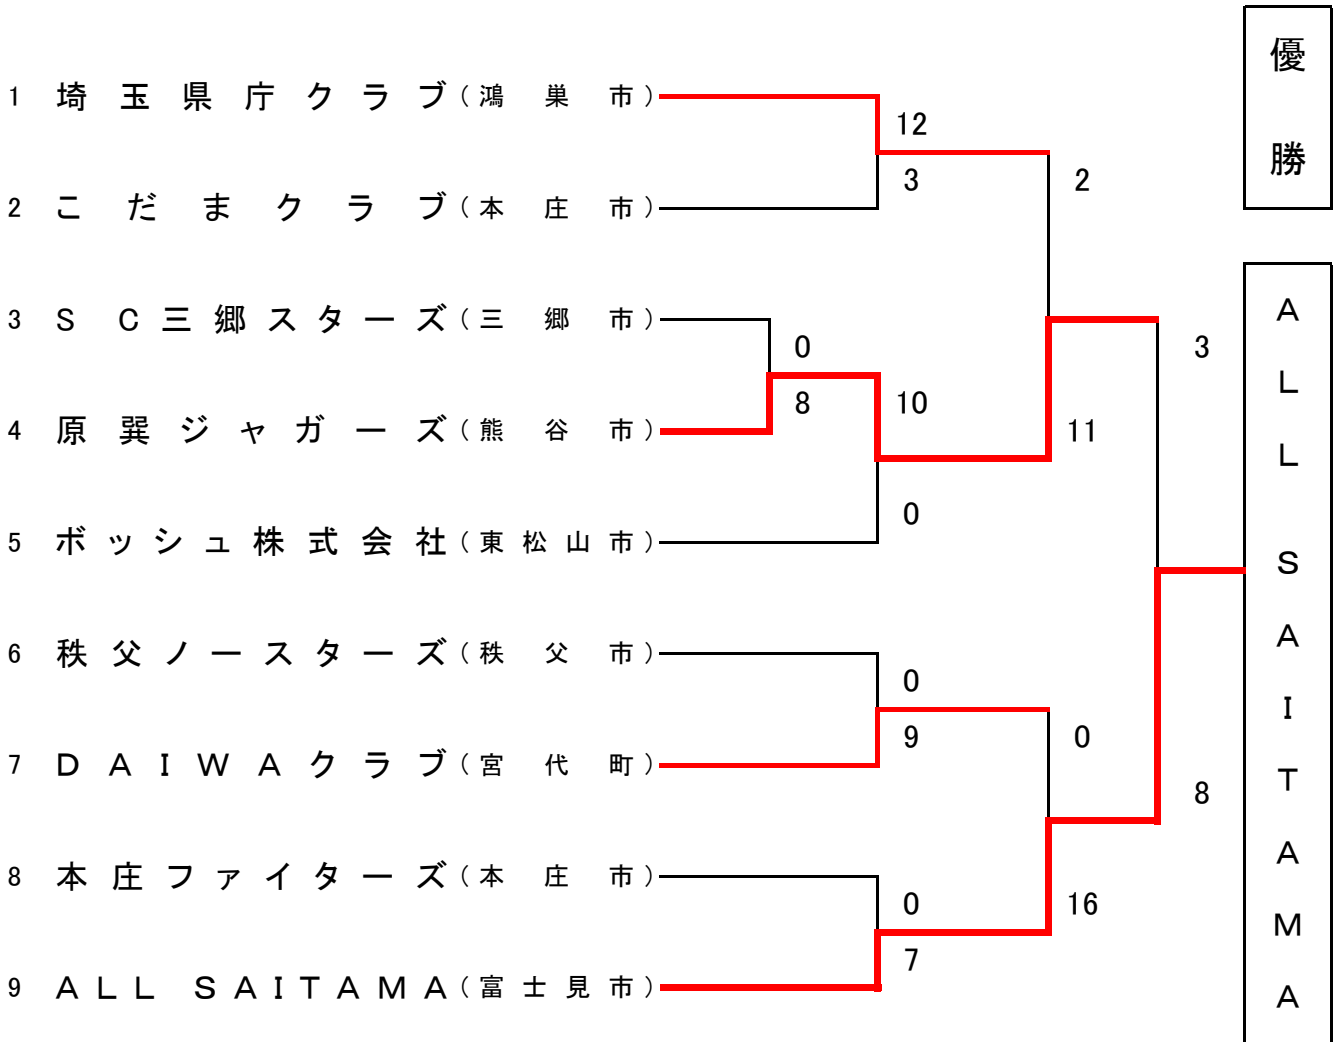 優勝
1 埼玉県庁クラブ(鴻巣市)
12
3
2
2 こだまクラブ(本庄市)
3 SC三郷スターズ(三郷市)
0
8
3
4 原巽ジャガーズ(熊谷市)
10
11
0
5 ボッシュ株式会社(東松山市)
6 秩父ノースターズ(秩父市)
0
9
0
7 DAIWAクラブ(宮代町)
8
8 本庄ファイターズ(本庄市)
0
16
7
9 ALL SAITAMA(富士見市)
ALL SAITAMA